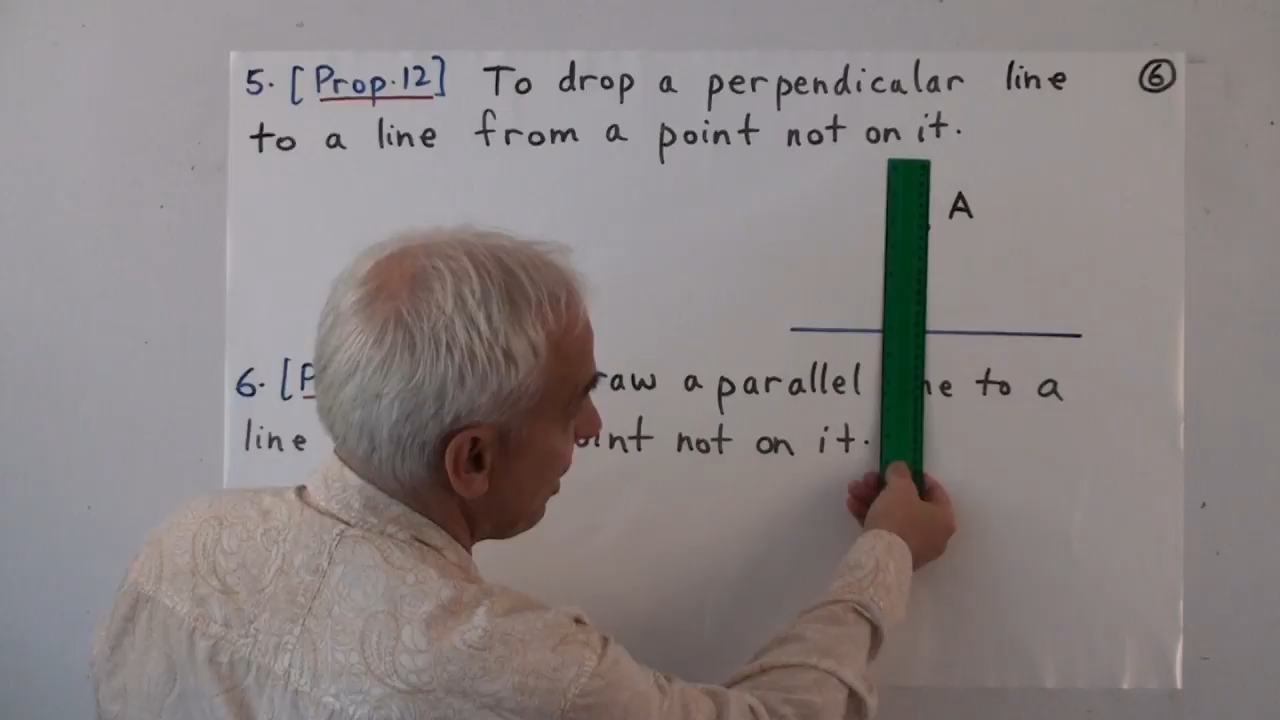 5. [Prop.12] To drop a perpendicular line ⑥
to a line from a point not on it.
A
6. [P raw a parallel ne to a
line oint not on it.